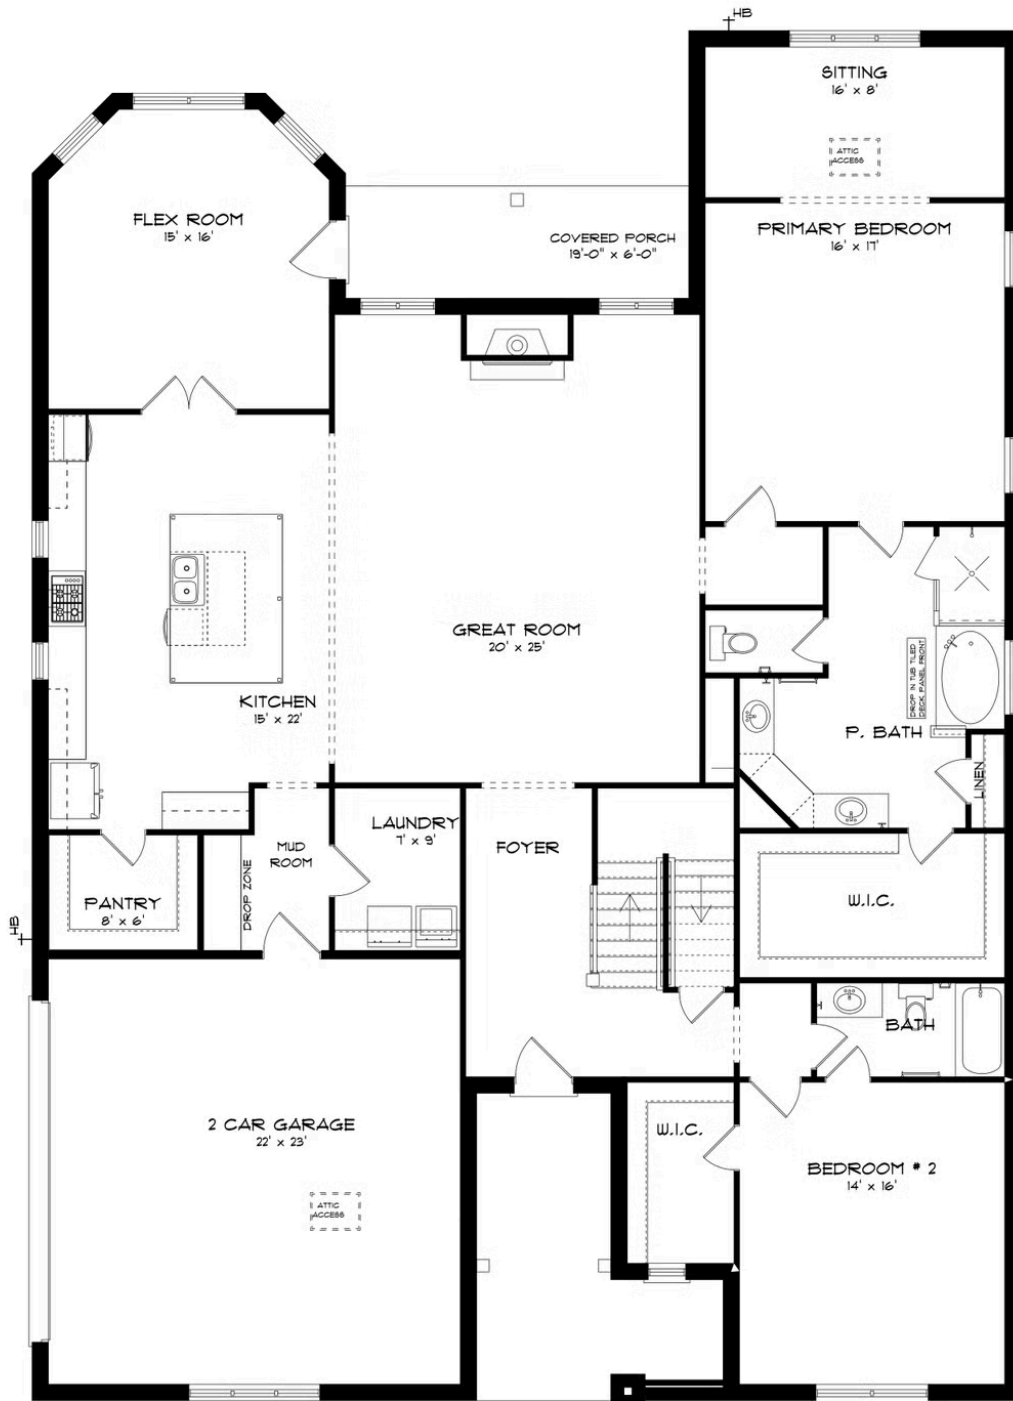 HB
SITTING
16' x 8'
ATTIC
ACCESS
FLEX ROOM
15' x 16'
COVERED PORCH
19'-0" x 6'-0"
PRIMARY BEDROOM
16' x 17'
GREAT ROOM
20' x 25'
KITCHEN
15' x 22'
DROP IN TUB TILED
DECK PANEL FRONT
P. BATH
LINEN
LAUNDRY
7' x 9'
MUD
ROOM
FOYER
DROP ZONE
PANTRY
8' x 6'
HB
W.I.C.
BATH
2 CAR GARAGE
22' x 23'
ATTIC
ACCESS
W.I.C.
BEDROOM # 2
14' x 16'